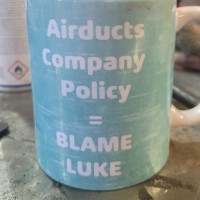 Airducts
Company
Policy
=
BLAME
LUKE